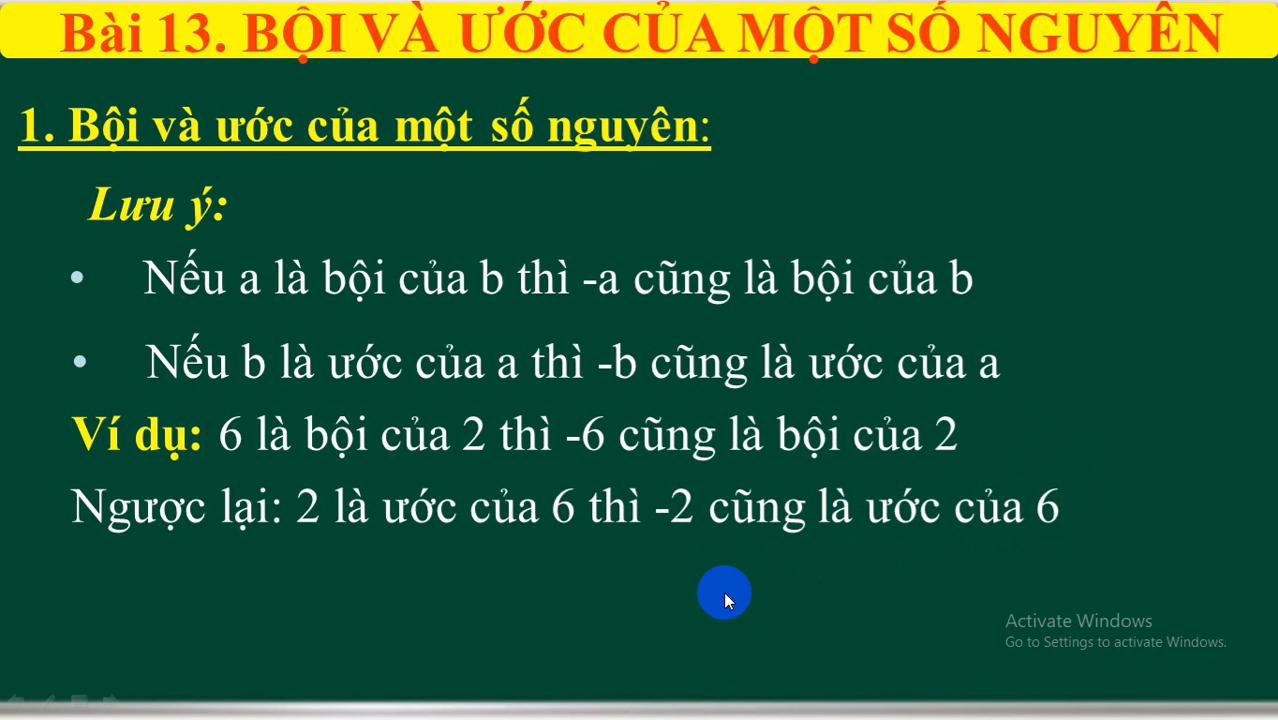 Bài 13. BỘI VÀ ƯỚC CỦA MỘT SỐ NGUYÊN
1. Bội và ước của một số nguyên:
Lưu ý:
• Nếu a là bội của b thì -a cũng là bội của b
• Nếu b là ước của a thì -b cũng là ước của a
Ví dụ: 6 là bội của 2 thì -6 cũng là bội của 2
Ngược lại: 2 là ước của 6 thì -2 cũng là ước của 6
Activate Windows
Go to Settings to activate Windows.